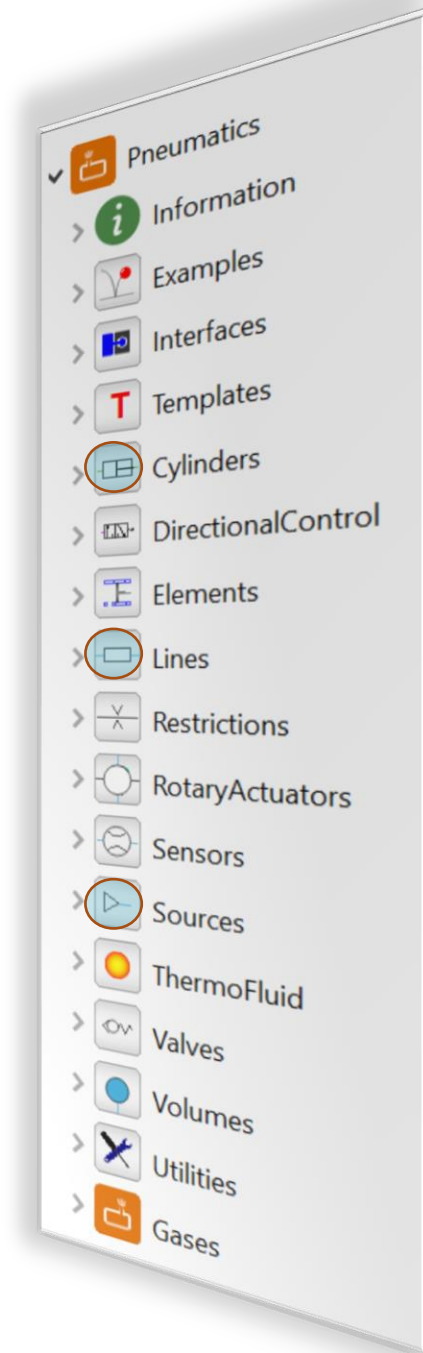 Pneumatics
Information
Examples
Interfaces
T Templates
Cylinders
DirectionalControl
Elements
Lines
Restrictions
RotaryActuators
Sensors
Sources
ThermoFluid
Valves
Volumes
Utilities
Gases